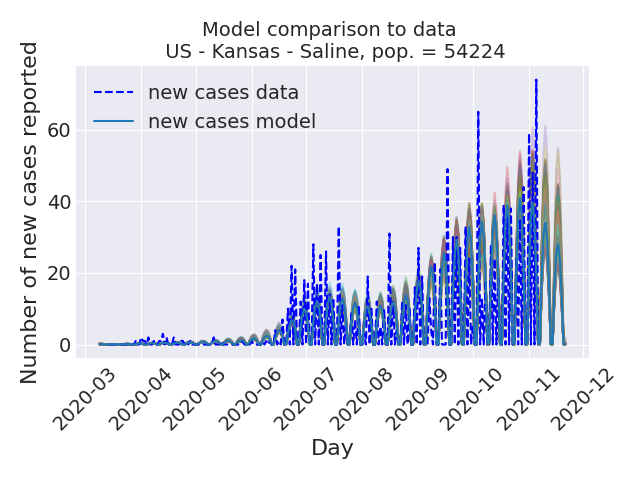 Model comparison to data
US - Kansas - Saline, pop. = 54224
Number of new cases reported
new cases data
new cases model
60
40
20
0
2020-03
2020-04
2020-05
2020-06
2020-07
2020-08
2020-09
2020-10
2020-11
2020-12
Day